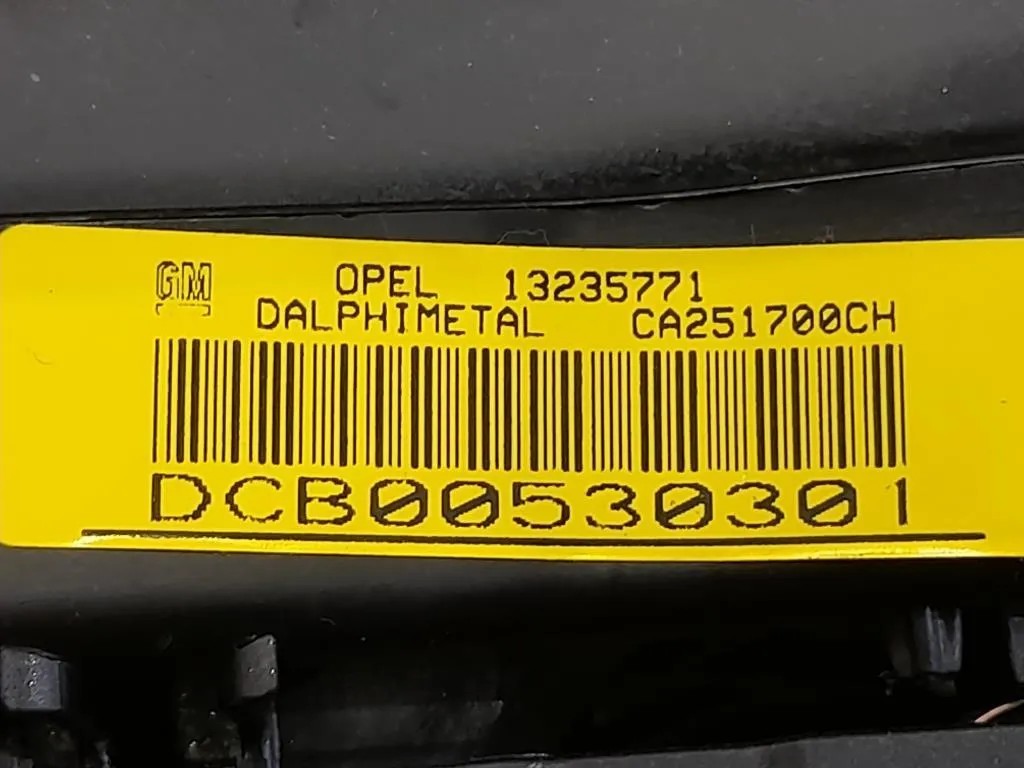 GM OPEL 13235771
DALPHIMETAL CA251700CH
DCB00530301